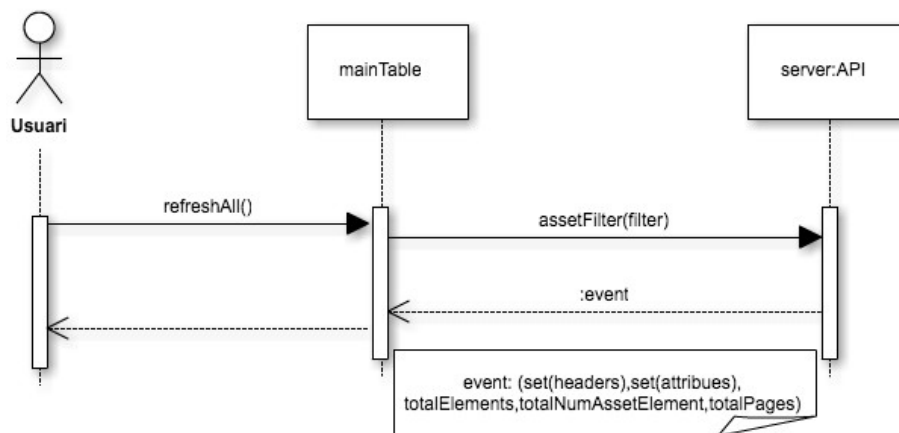 mainTable
server:API
Usuari
refreshAll()
assetFilter(filter)
:event
event: (set(headers),set(attribues),
totalElements,totalNumAssetElement,totalPages)